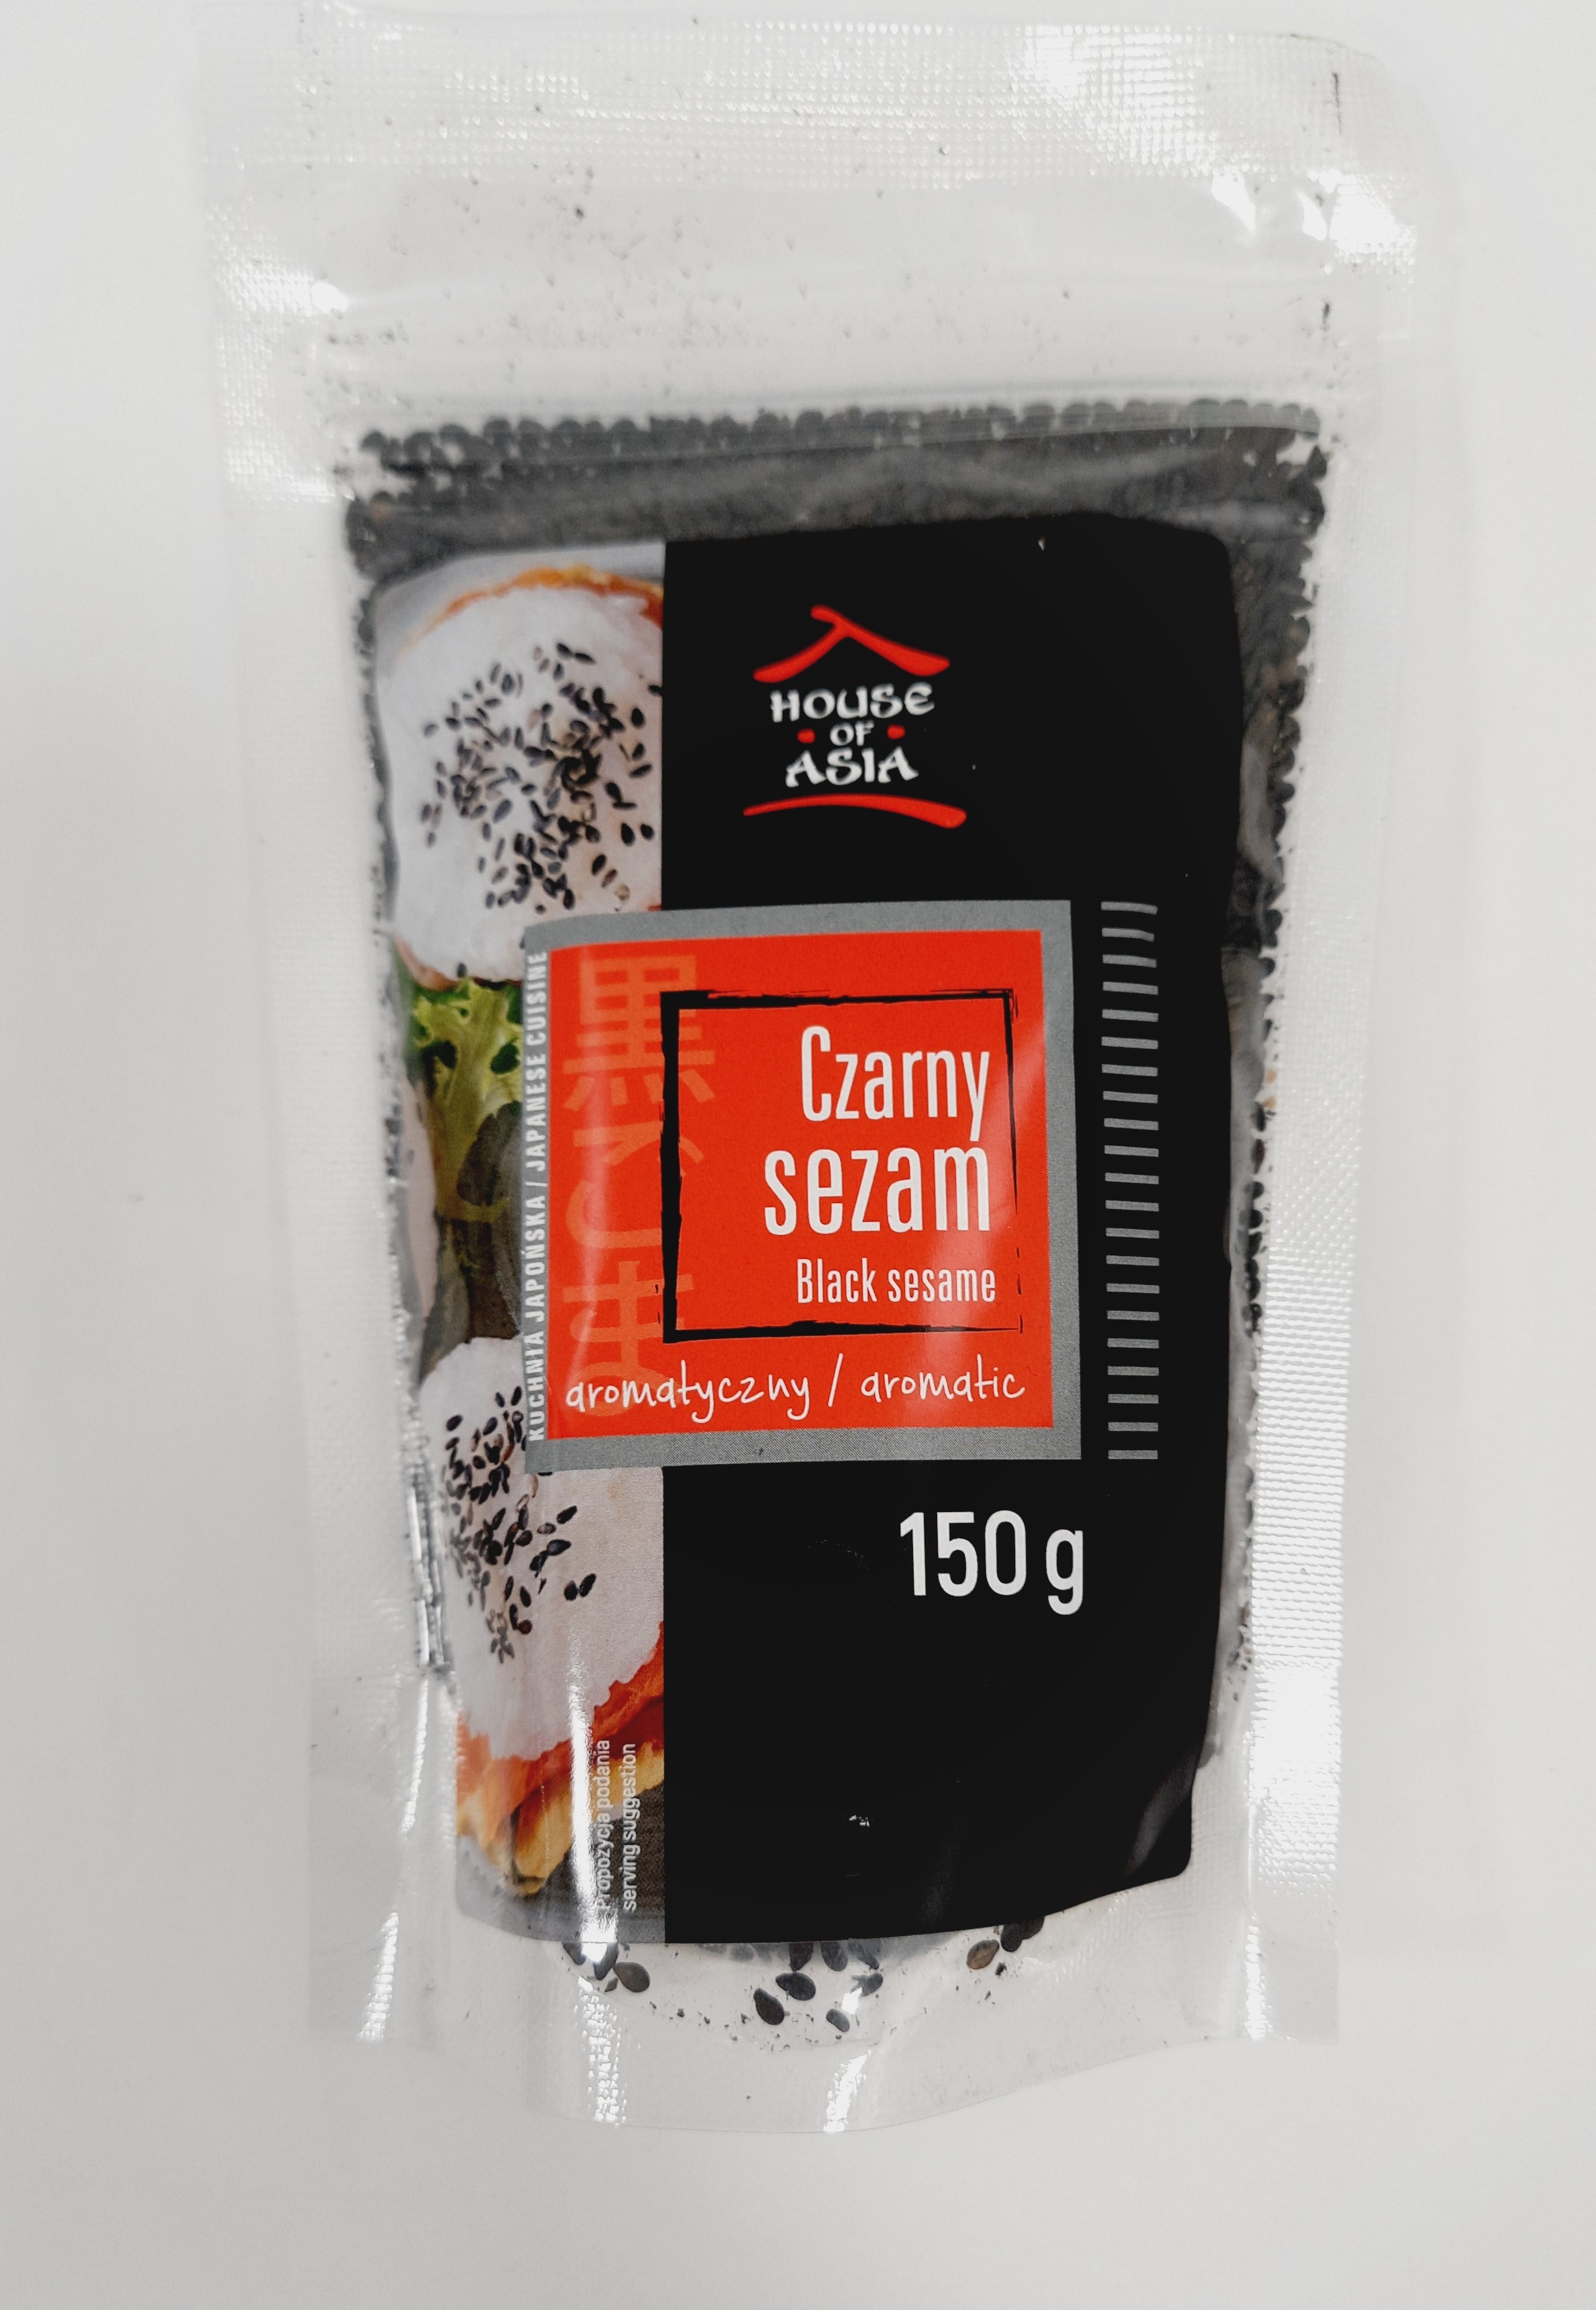 HOUSE
OF
ASIA
KUCHNIA JAPOŃSKA / JAPANESE CUISINE
黒ごま
Czarny
sezam
Black sesame
aromatyczny / aromatic
150 g
Propozycja podania
serving suggestion